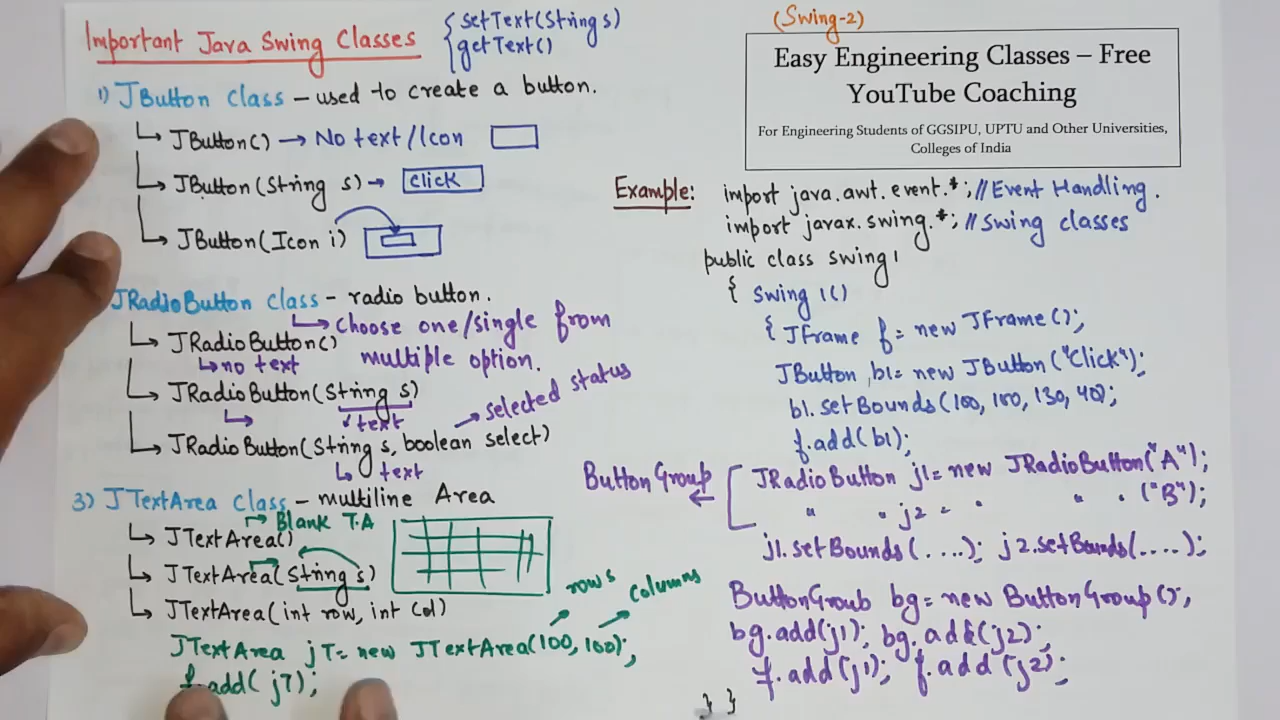 Important Java Swing Classes
{ setText(String s)
getText()
1) JButton Class – used to create a button.
JButton() → No text/Icon
JButton(String s) → Click
JButton(Icon i)
JRadioButton class – radio button.
Choose one/single from
multiple option.
JRadioButton()
no text
JRadioButton(String s)
text
selected status
JRadioButton(String s, boolean select)
text
3) JTextArea Class – multiline Area
Blank T.A
JTextArea()
JTextArea(String s)
JTextArea(int row, int Col)
rows
columns
JTextArea jT= new JTextArea(100, 100);
f.add( jT);
(Swing-2)
Easy Engineering Classes – Free
YouTube Coaching
For Engineering Students of GGSIPU, UPTU and Other Universities,
Colleges of India
Example: import java.awt.event.*; //Event Handling.
import javax.swing.*; //Swing classes
public class swing1
{ Swing1()
{ JFrame f= new JFrame();
JButton b1= new JButton("Click");
b1.setBounds(100, 100, 130, 40);
f.add(b1);
ButtonGroup
JRadioButton j1= new JRadioButton("A");
" " j2 = " " " ("B");
j1.setBounds(....); j2.setBounds(....);
ButtonGroub bg= new ButtonGroup();
bg.add(j1); bg.add(j2);
f.add(j1); f.add(j2);
} }